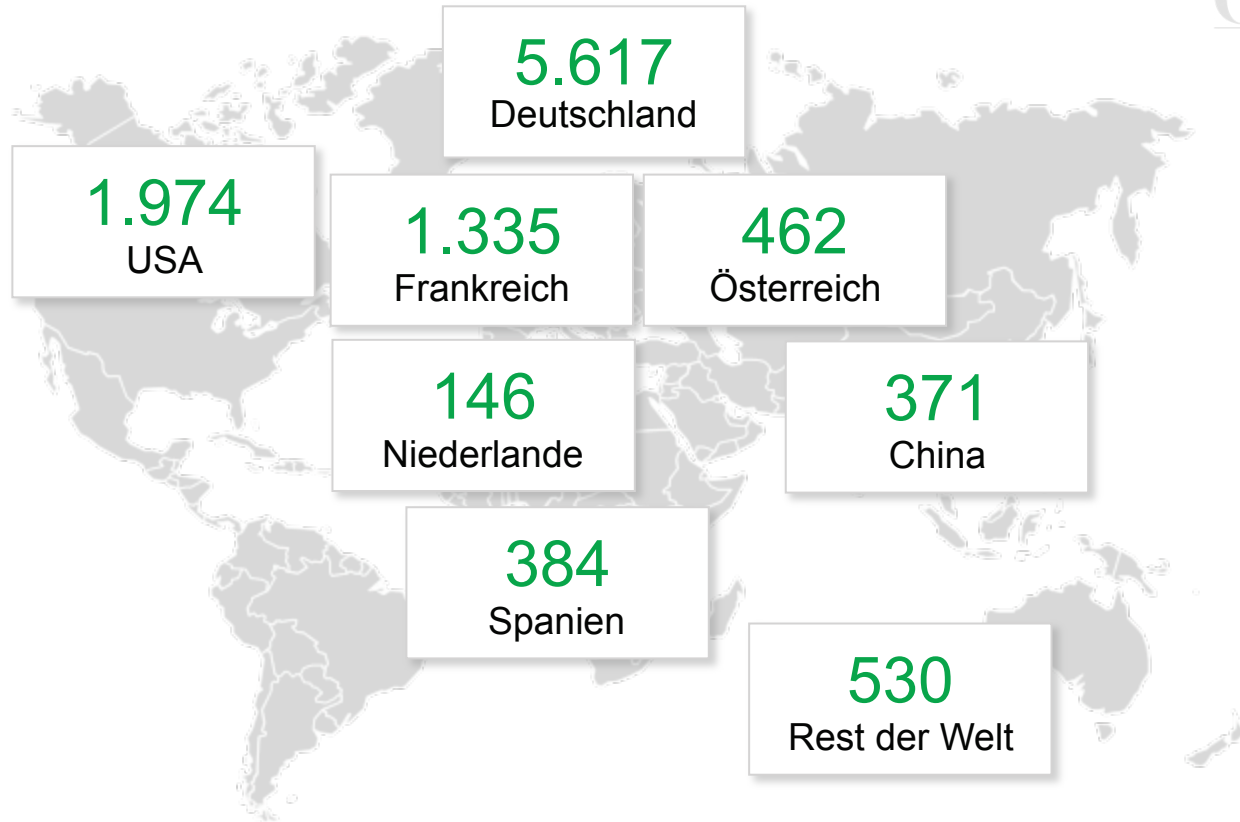 5.617
Deutschland
1.974
USA
1.335
Frankreich
462
Österreich
146
Niederlande
371
China
384
Spanien
530
Rest der Welt